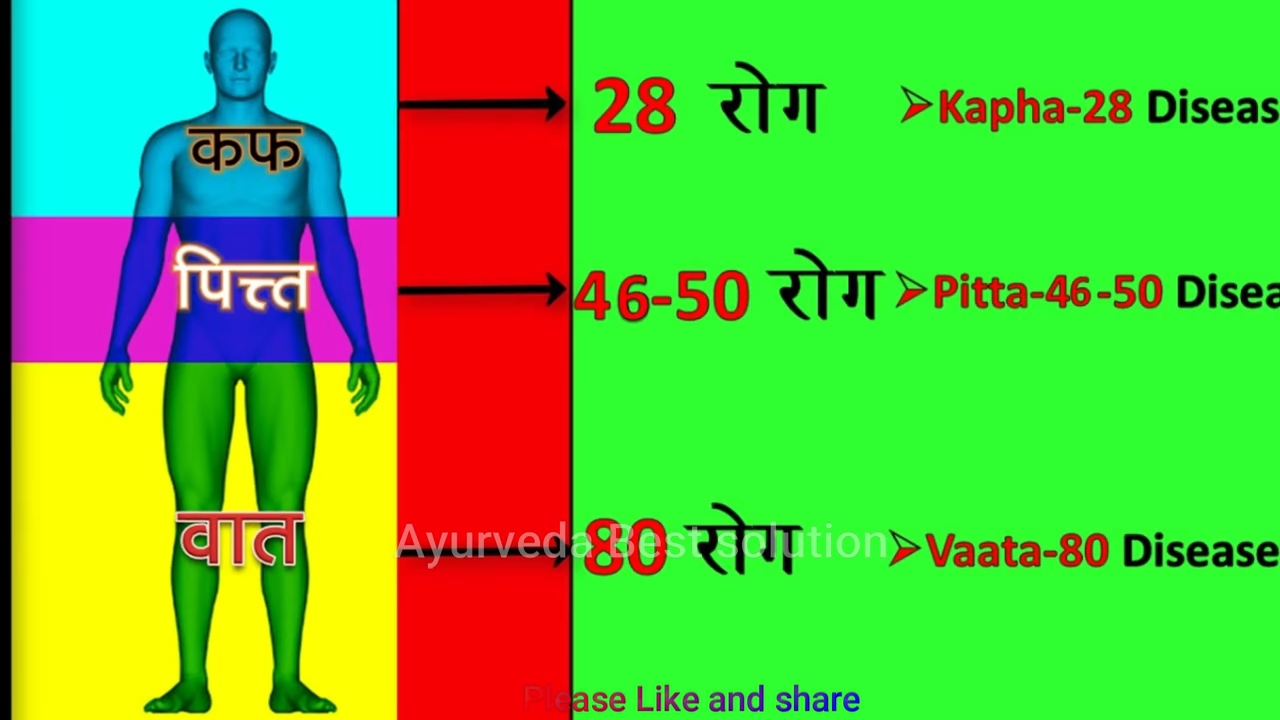 कफ
28 रोग
➢Kapha-28 Diseas
पित्त
46-50 रोग
➢Pitta-46-50 Disea
वात
80 रोग
➢Vaata-80 Disease
Ayurveda Best solution
Please Like and share